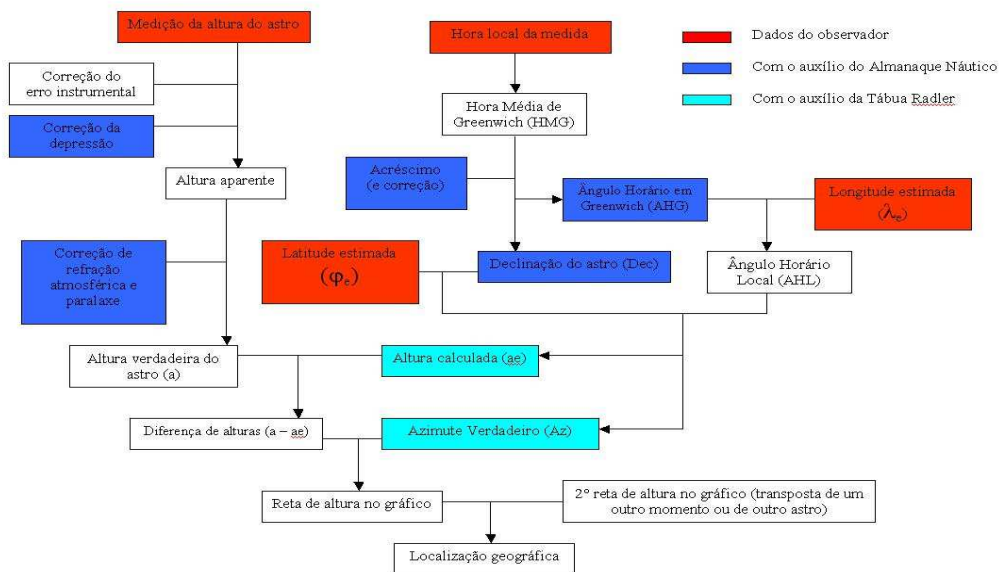 Medição da altura do astro
Hora local da medida
Dados do observador
Com o auxílio do Almanaque Náutico
Com o auxílio da Tábua Radler
Correção do
erro instrumental
Hora Média de
Greenwich (HMG)
Correção da
depressão
Altura aparente
Acréscimo
(e correção)
Ângulo Horário em
Greenwich (AHG)
Longitude estimada
(λe)
Correção de
refração
atmosférica e
paralaxe
Latitude estimada
(φe)
Declinação do astro (Dec)
Ângulo Horário
Local (AHL)
Altura verdadeira do
astro (a)
Altura calculada (ae)
Diferença de alturas (a – ae)
Azimute Verdadeiro (Az)
Reta de altura no gráfico
2º reta de altura no gráfico (transposta de um
outro momento ou de outro astro)
Localização geográfica